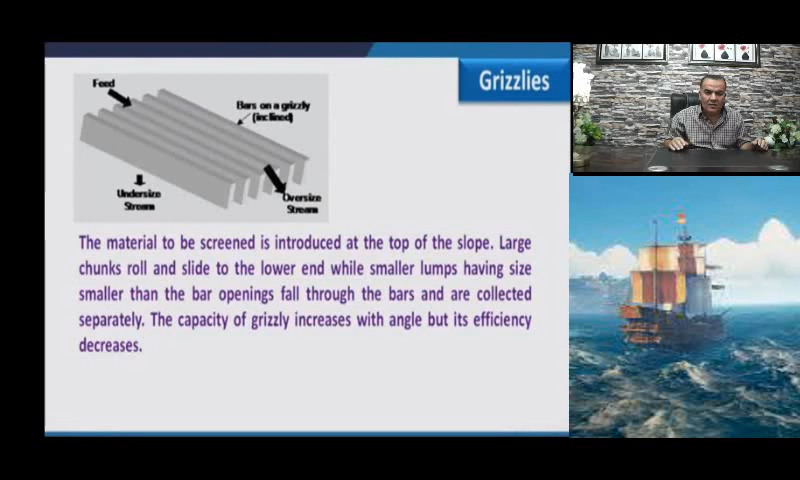 Grizzlies
Feed
Bars on a grizzly
(inclined)
Undersize
Stream
Oversize
Stream
The material to be screened is introduced at the top of the slope. Large
chunks roll and slide to the lower end while smaller lumps having size
smaller than the bar openings fall through the bars and are collected
separately. The capacity of grizzly increases with angle but its efficiency
decreases.